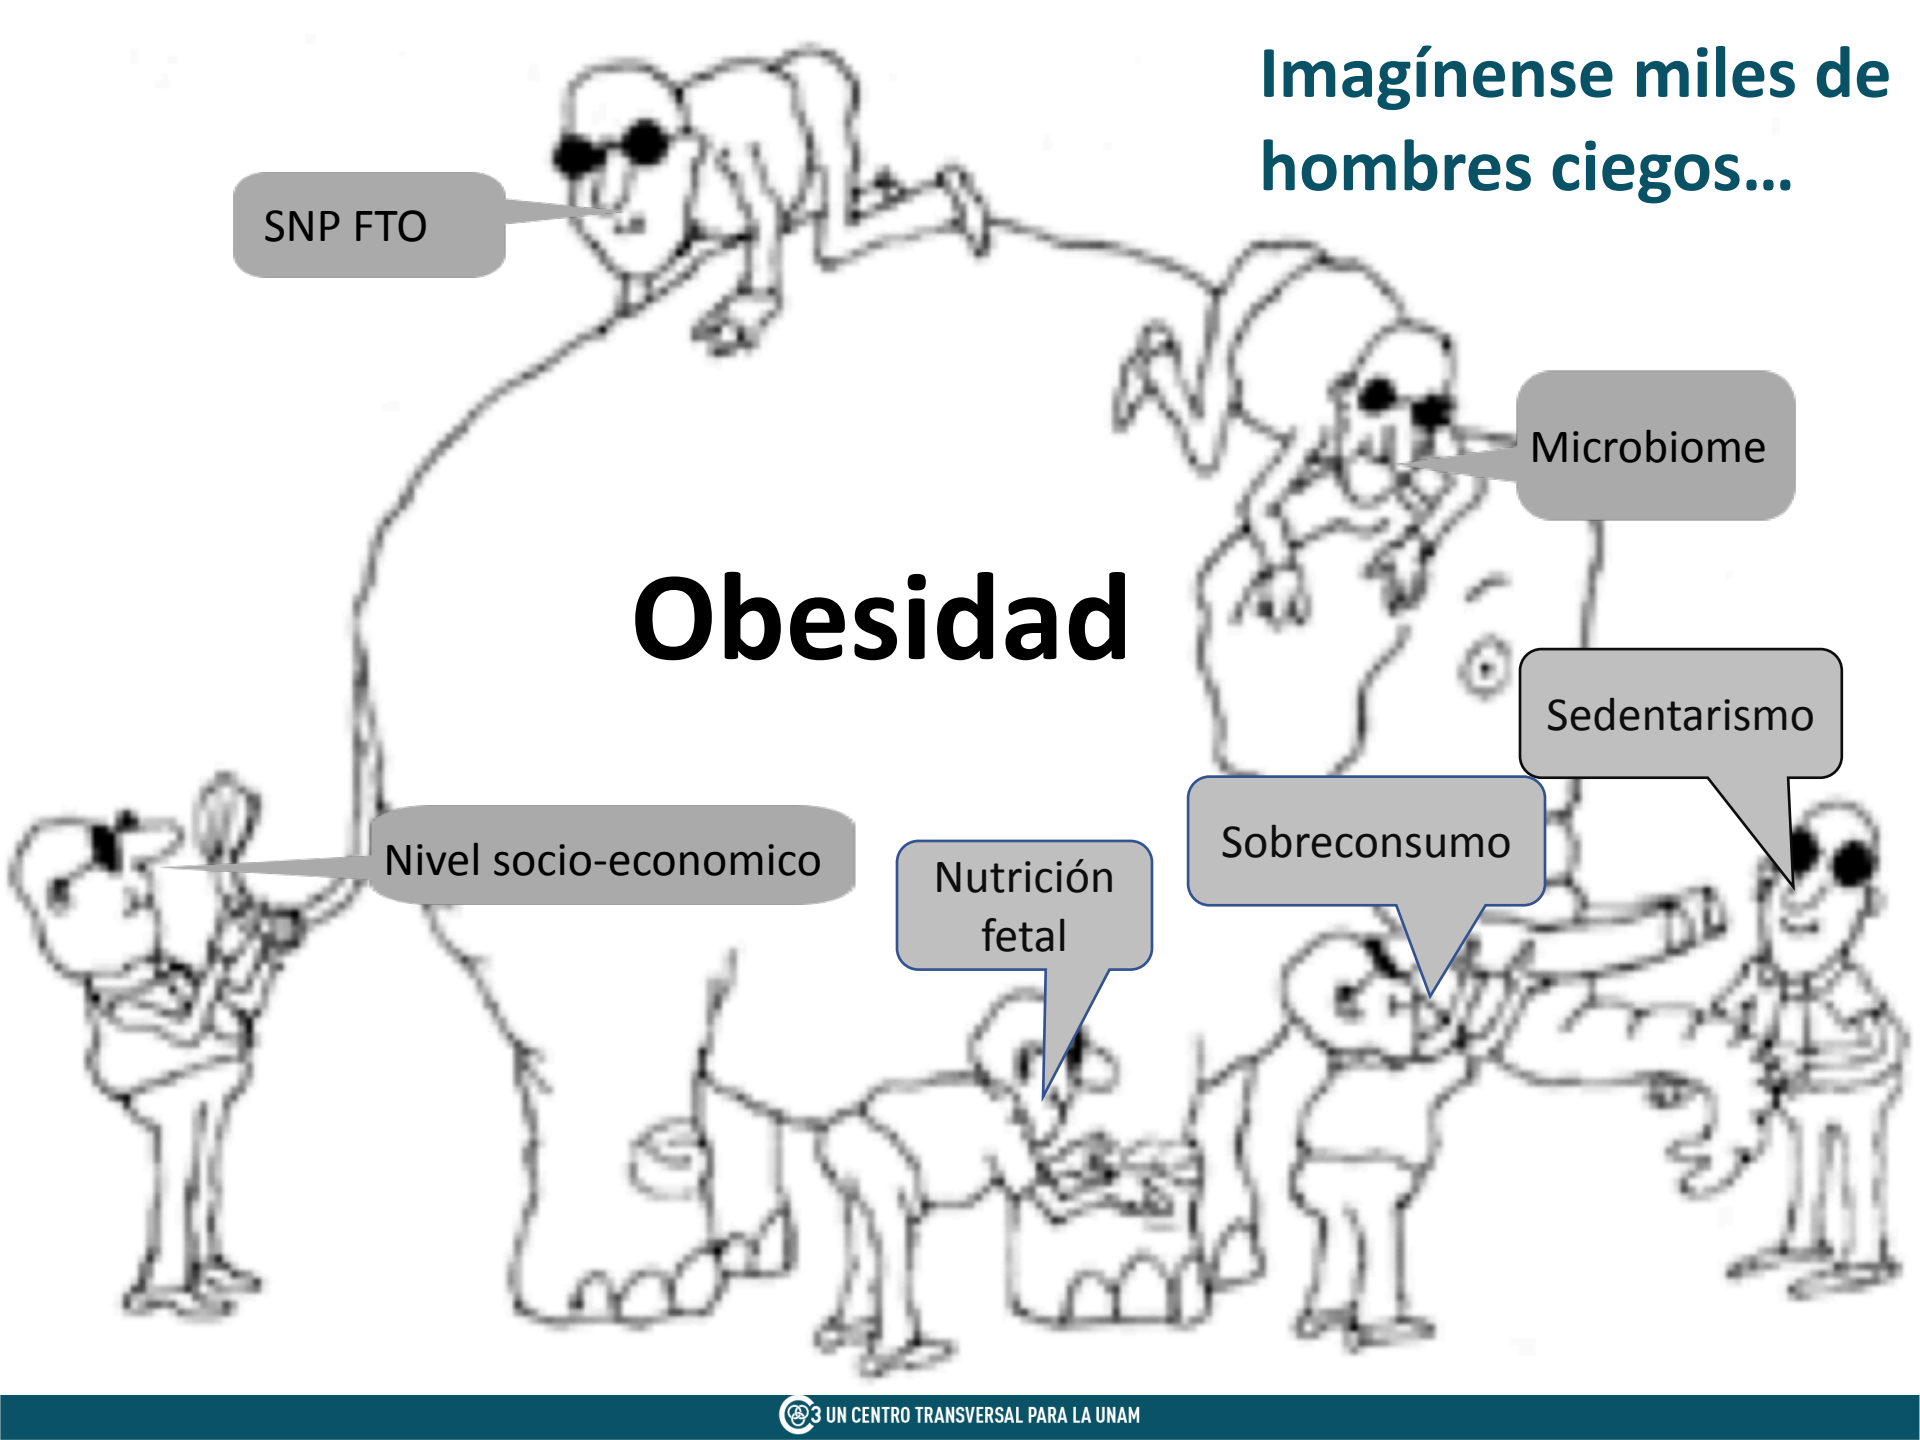 Imagínense miles de
hombres ciegos...
SNP FTO
Microbiome
Obesidad
Sedentarismo
Nivel socio-economico
Sobreconsumo
Nutrición
fetal
C3 UN CENTRO TRANSVERSAL PARA LA UNAM